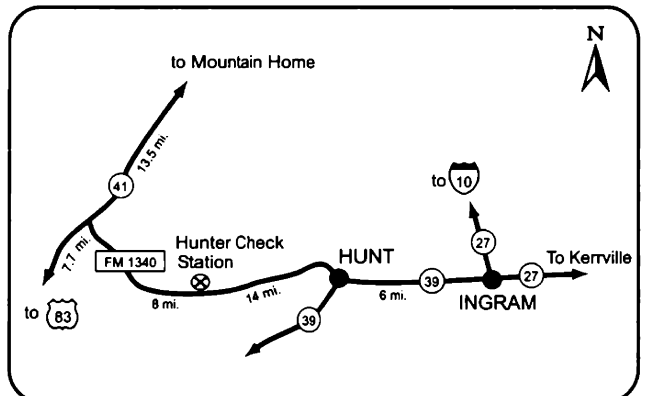 N
to Mountain Home
13.5 mi.
41
to 10
7.7 mi.
FM 1340
Hunter Check
Station
HUNT
27
To Kerrville
8 mi.
14 mi.
6 mi.
39
27
INGRAM
to 83
39